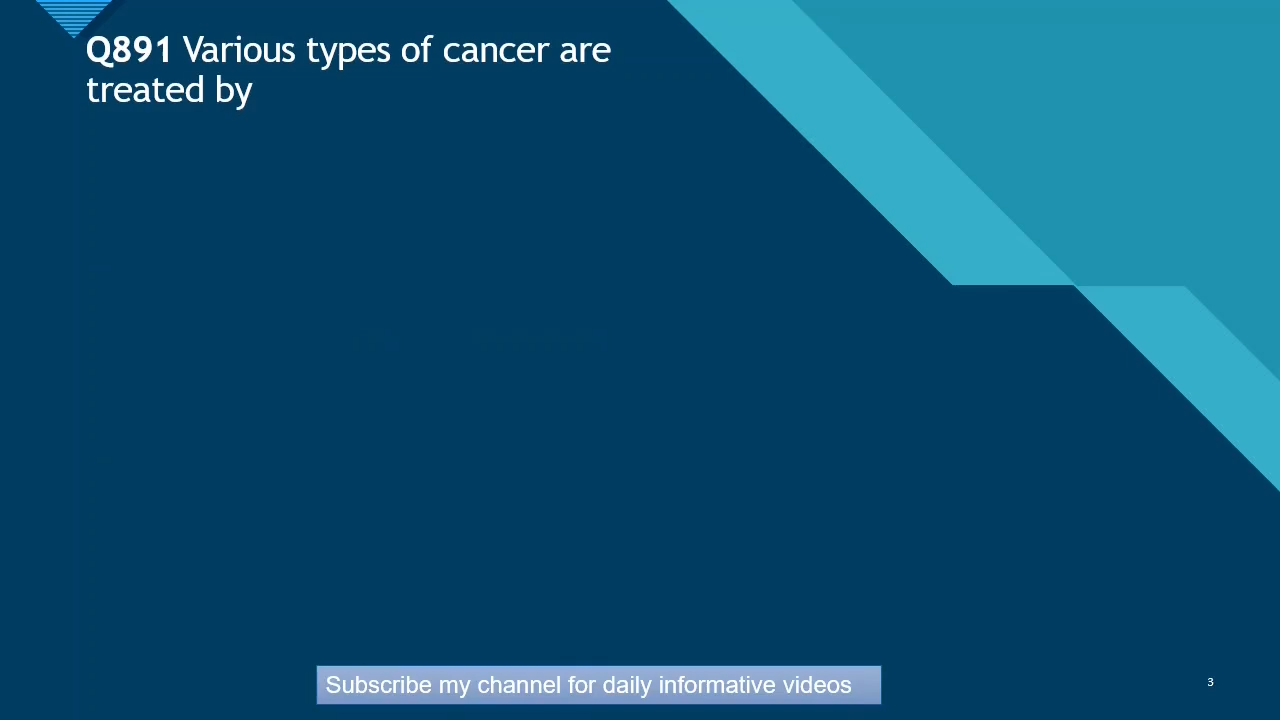 Q891 Various types of cancer are
treated by
Subscribe my channel for daily informative videos
3